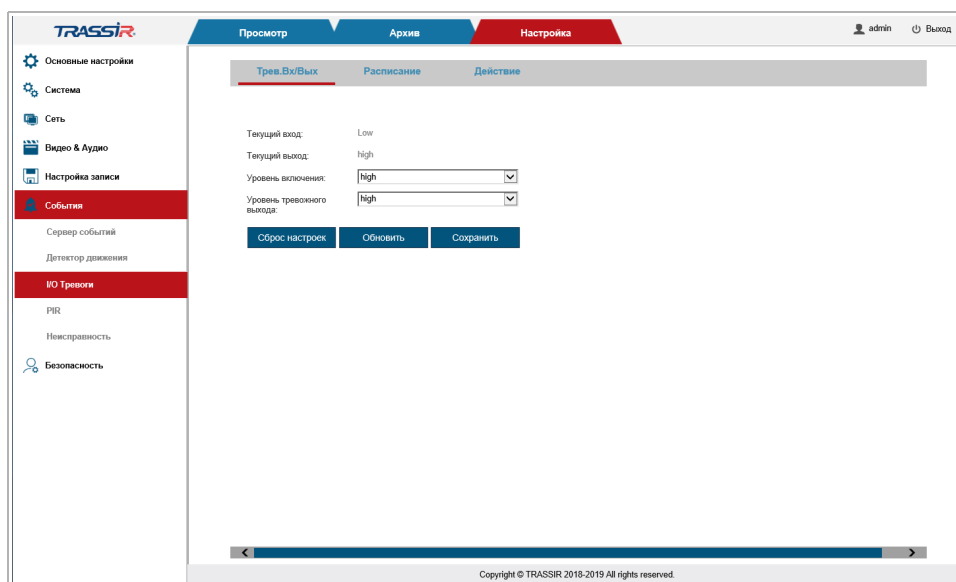 TRASSIR
Просмотр
Архив
Настройка
admin
Выход
Основные настройки
Система
Сеть
Видео & Аудио
Настройка записи
События
Сервер событий
Детектор движения
I/O Тревоги
PIR
Неисправность
Безопасность
Трев.Вх/Вых
Расписание
Действие
Текущий вход:
Low
Текущий выход:
high
Уровень включения:
high
Уровень тревожного
выхода:
high
Сброс настроек
Обновить
Сохранить
Copyright © TRASSIR 2018-2019 All rights reserved.